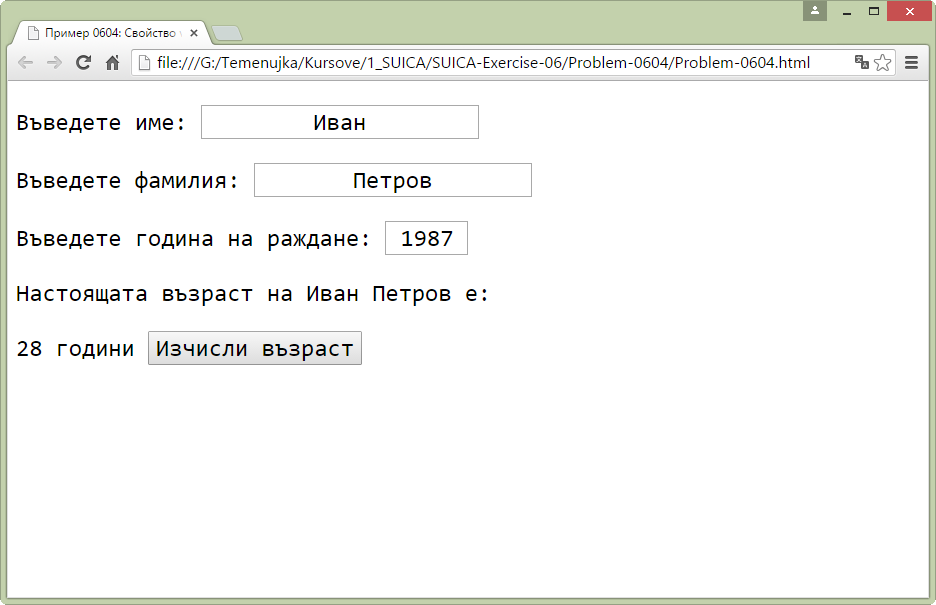 Пример 0604: Свойство
file:///G:/Temenujka/Kursove/1_SUICA/SUICA-Exercise-06/Problem-0604/Problem-0604.html
Въведете име: Иван
Въведете фамилия: Петров
Въведете година на раждане: 1987
Настоящата възраст на Иван Петров е:
28 години Изчисли възраст